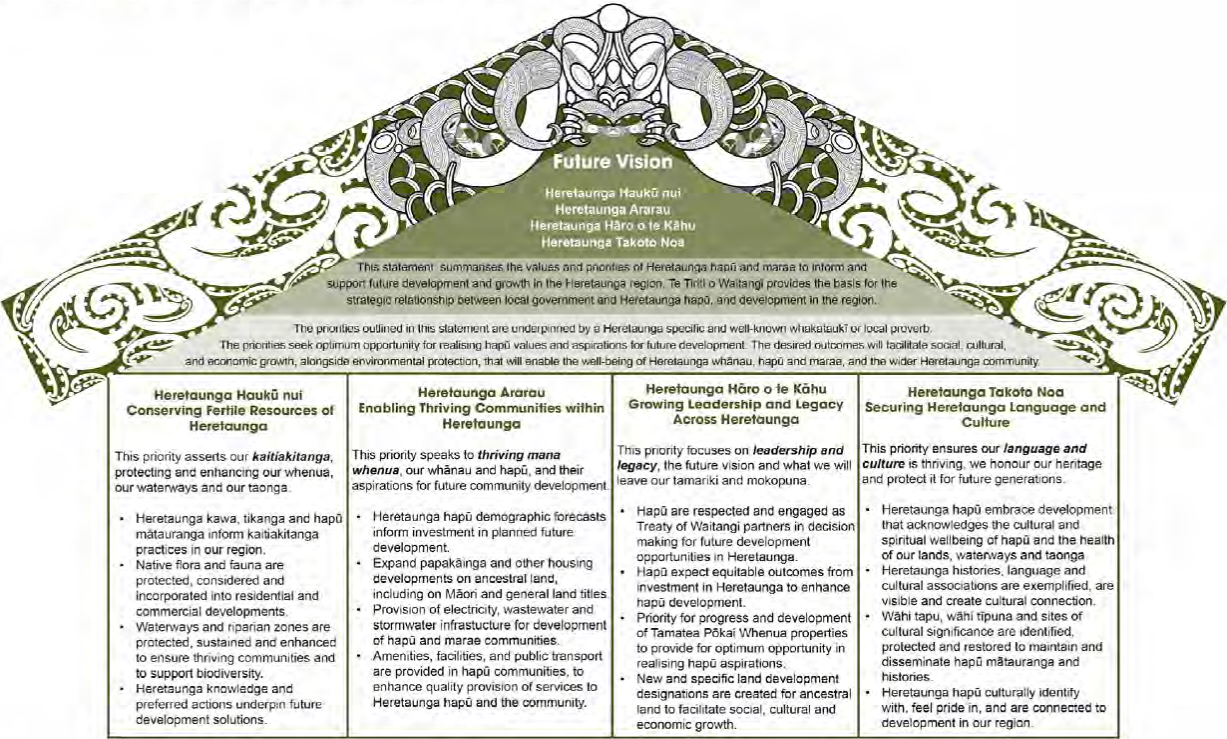 Future Vision
Heretaunga Haukū nui
Heretaunga Ararau
Heretaunga Hāro o te Kāhu
Heretaunga Takoto Noa
This statement summarises the values and priorities of Heretaunga hapū and marae to inform and
support future development and growth in the Heretaunga region. Te Tiriti o Waitangi provides the basis for the
strategic relationship between local government and Heretaunga hapū, and development in the region.
The priorities outlined in this statement are underpinned by a Heretaunga specific and well-known whakataukī or local proverb.
The priorities seek optimum opportunity for realising hapū values and aspirations for future development. The desired outcomes will facilitate social, cultural,
and economic growth, alongside environmental protection, that will enable the well-being of Heretaunga whānau, hapū and marae, and the wider Heretaunga community.
Heretaunga Haukū nui
Conserving Fertile Resources of
Heretaunga
This priority asserts our kaitiakitanga,
protecting and enhancing our whenua,
our waterways and our taonga.
• Heretaunga kawa, tikanga and hapū
mātauranga inform kaitiakitanga
practices in our region.
• Native flora and fauna are
protected, considered and
incorporated into residential and
commercial developments.
• Waterways and riparian zones are
protected, sustained and enhanced
to ensure thriving communities and
to support biodiversity.
• Heretaunga knowledge and
preferred actions underpin future
development solutions.
Heretaunga Ararau
Enabling Thriving Communities within
Heretaunga
This priority speaks to thriving mana
whenua, our whānau and hapū, and their
aspirations for future community development.
• Heretaunga hapū demographic forecasts
inform investment in planned future
development.
• Expand papakāinga and other housing
developments on ancestral land,
including on Māori and general land titles.
• Provision of electricity, wastewater and
stormwater infrastucture for development
of hapū and marae communities.
• Amenities, facilities, and public transport
are provided in hapū communities, to
enhance quality provision of services to
Heretaunga hapū and the community.
Heretaunga Hāro o te Kāhu
Growing Leadership and Legacy
Across Heretaunga
This priority focuses on leadership and
legacy, the future vision and what we will
leave our tamariki and mokopuna.
• Hapū are respected and engaged as
Treaty of Waitangi partners in decision
making for future development
opportunities in Heretaunga.
• Hapū expect equitable outcomes from
investment in Heretaunga to enhance
hapū development.
• Priority for progress and development
of Tamatea Pōkai Whenua properties
to provide for optimum opportunity in
realising hapū aspirations.
• New and specific land development
designations are created for ancestral
land to facilitate social, cultural and
economic growth.
Heretaunga Takoto Noa
Securing Heretaunga Language and
Culture
This priority ensures our language and
culture is thriving, we honour our heritage
and protect it for future generations.
• Heretaunga hapū embrace development
that acknowledges the cultural and
spiritual wellbeing of hapū and the health
of our lands, waterways and taonga
• Heretaunga histories, language and
cultural associations are exemplified, are
visible and create cultural connection.
• Wāhi tapu, wāhi tīpuna and sites of
cultural significance are identified,
protected and restored to maintain and
disseminate hapū mātauranga and
histories.
• Heretaunga hapū culturally identify
with, feel pride in, and are connected to
development in our region.